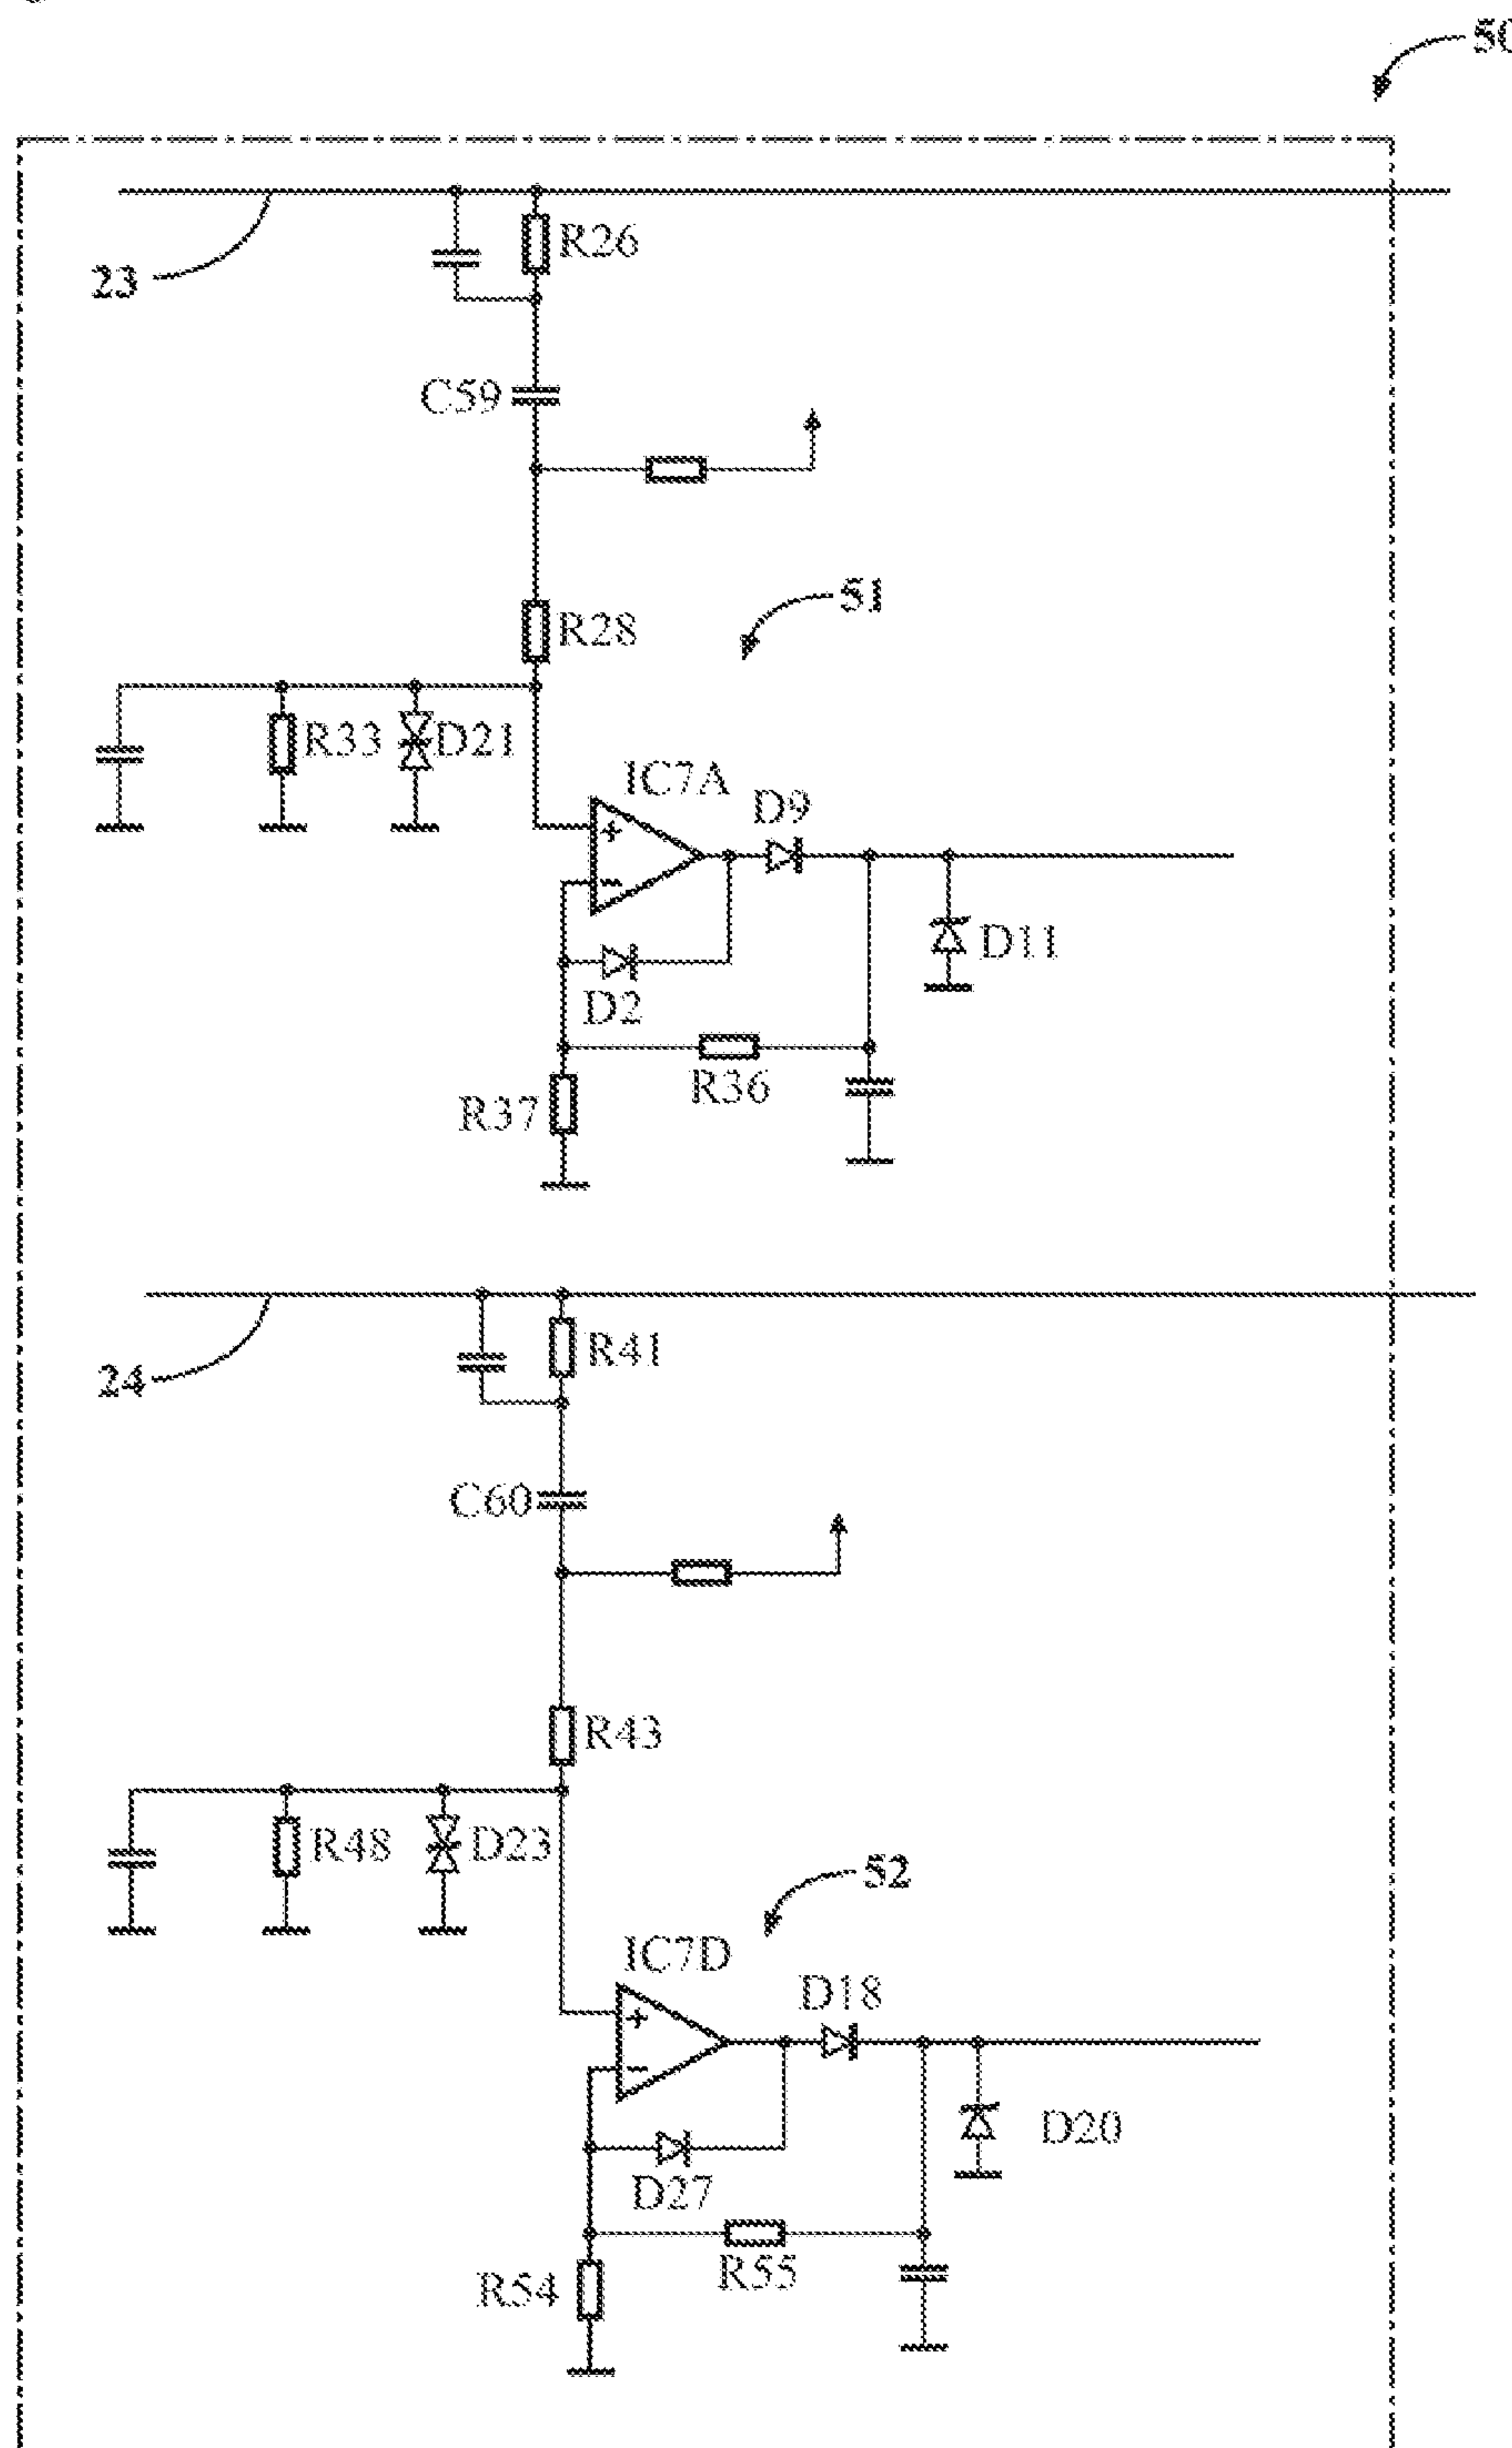 50
23
R26
C59
51
R28
R33
D21
IC7A
D9
+
−
D11
D2
R36
R37
24
R41
C60
R43
R48
D23
52
IC7D
D18
+
−
D20
D27
R55
R54